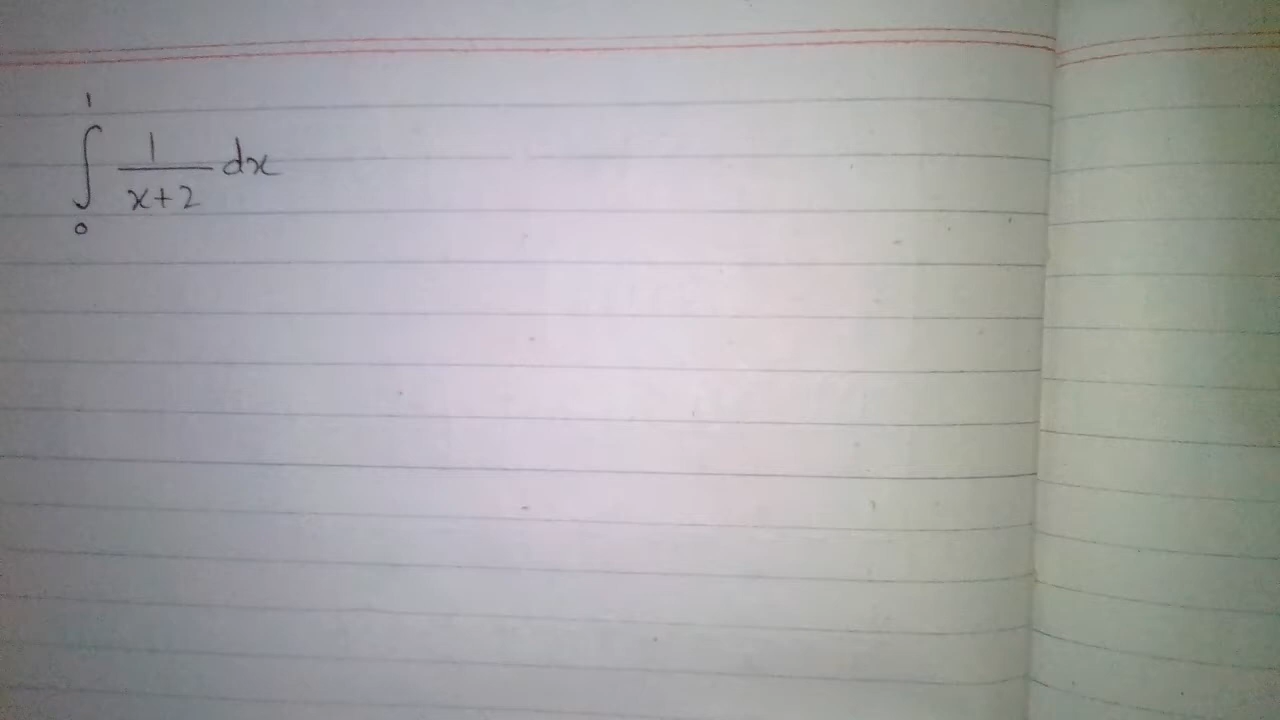 ∫₀¹ 1/(x+2) dx